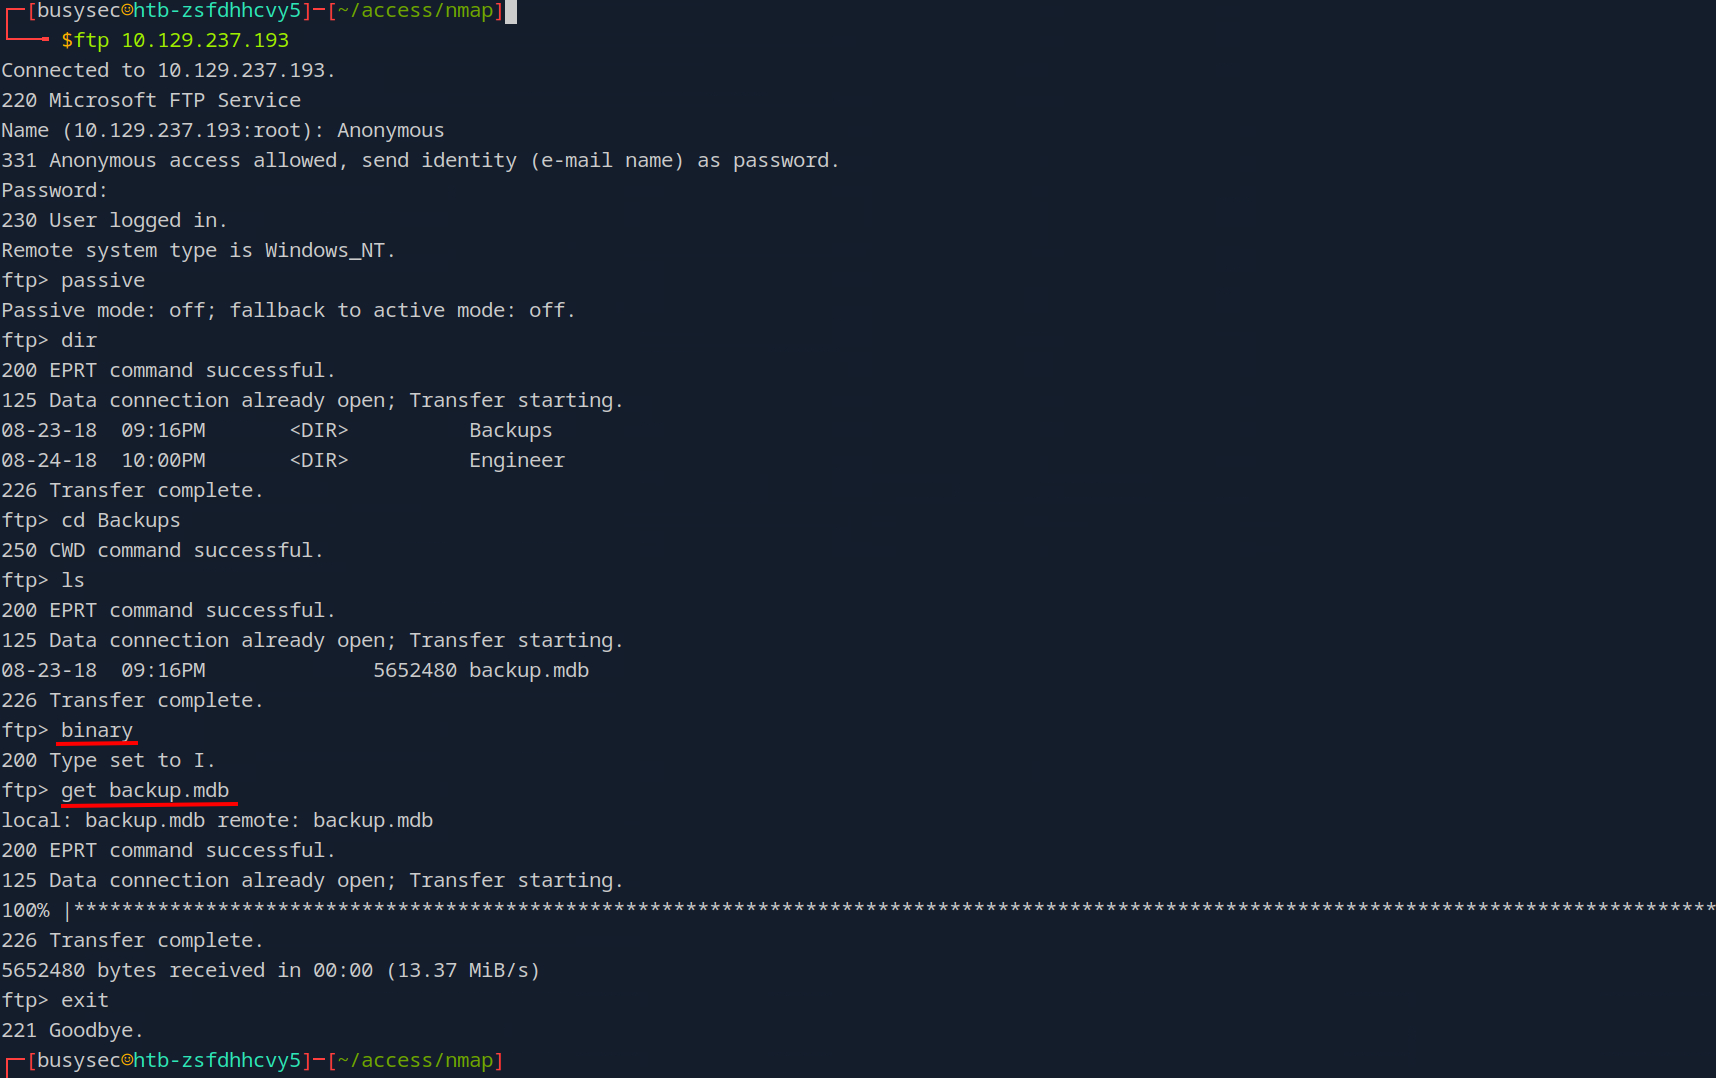 [busysec☺htb-zsfdhhcvy5]─[~/access/nmap]
$ftp 10.129.237.193
Connected to 10.129.237.193.
220 Microsoft FTP Service
Name (10.129.237.193:root): Anonymous
331 Anonymous access allowed, send identity (e-mail name) as password.
Password:
230 User logged in.
Remote system type is Windows_NT.
ftp> passive
Passive mode: off; fallback to active mode: off.
ftp> dir
200 EPRT command successful.
125 Data connection already open; Transfer starting.
08-23-18  09:16PM       <DIR>          Backups
08-24-18  10:00PM       <DIR>          Engineer
226 Transfer complete.
ftp> cd Backups
250 CWD command successful.
ftp> ls
200 EPRT command successful.
125 Data connection already open; Transfer starting.
08-23-18  09:16PM              5652480 backup.mdb
226 Transfer complete.
ftp> binary
200 Type set to I.
ftp> get backup.mdb
local: backup.mdb remote: backup.mdb
200 EPRT command successful.
125 Data connection already open; Transfer starting.
100% |*****************************************************************************************************************************************
226 Transfer complete.
5652480 bytes received in 00:00 (13.37 MiB/s)
ftp> exit
221 Goodbye.
[busysec☺htb-zsfdhhcvy5]─[~/access/nmap]